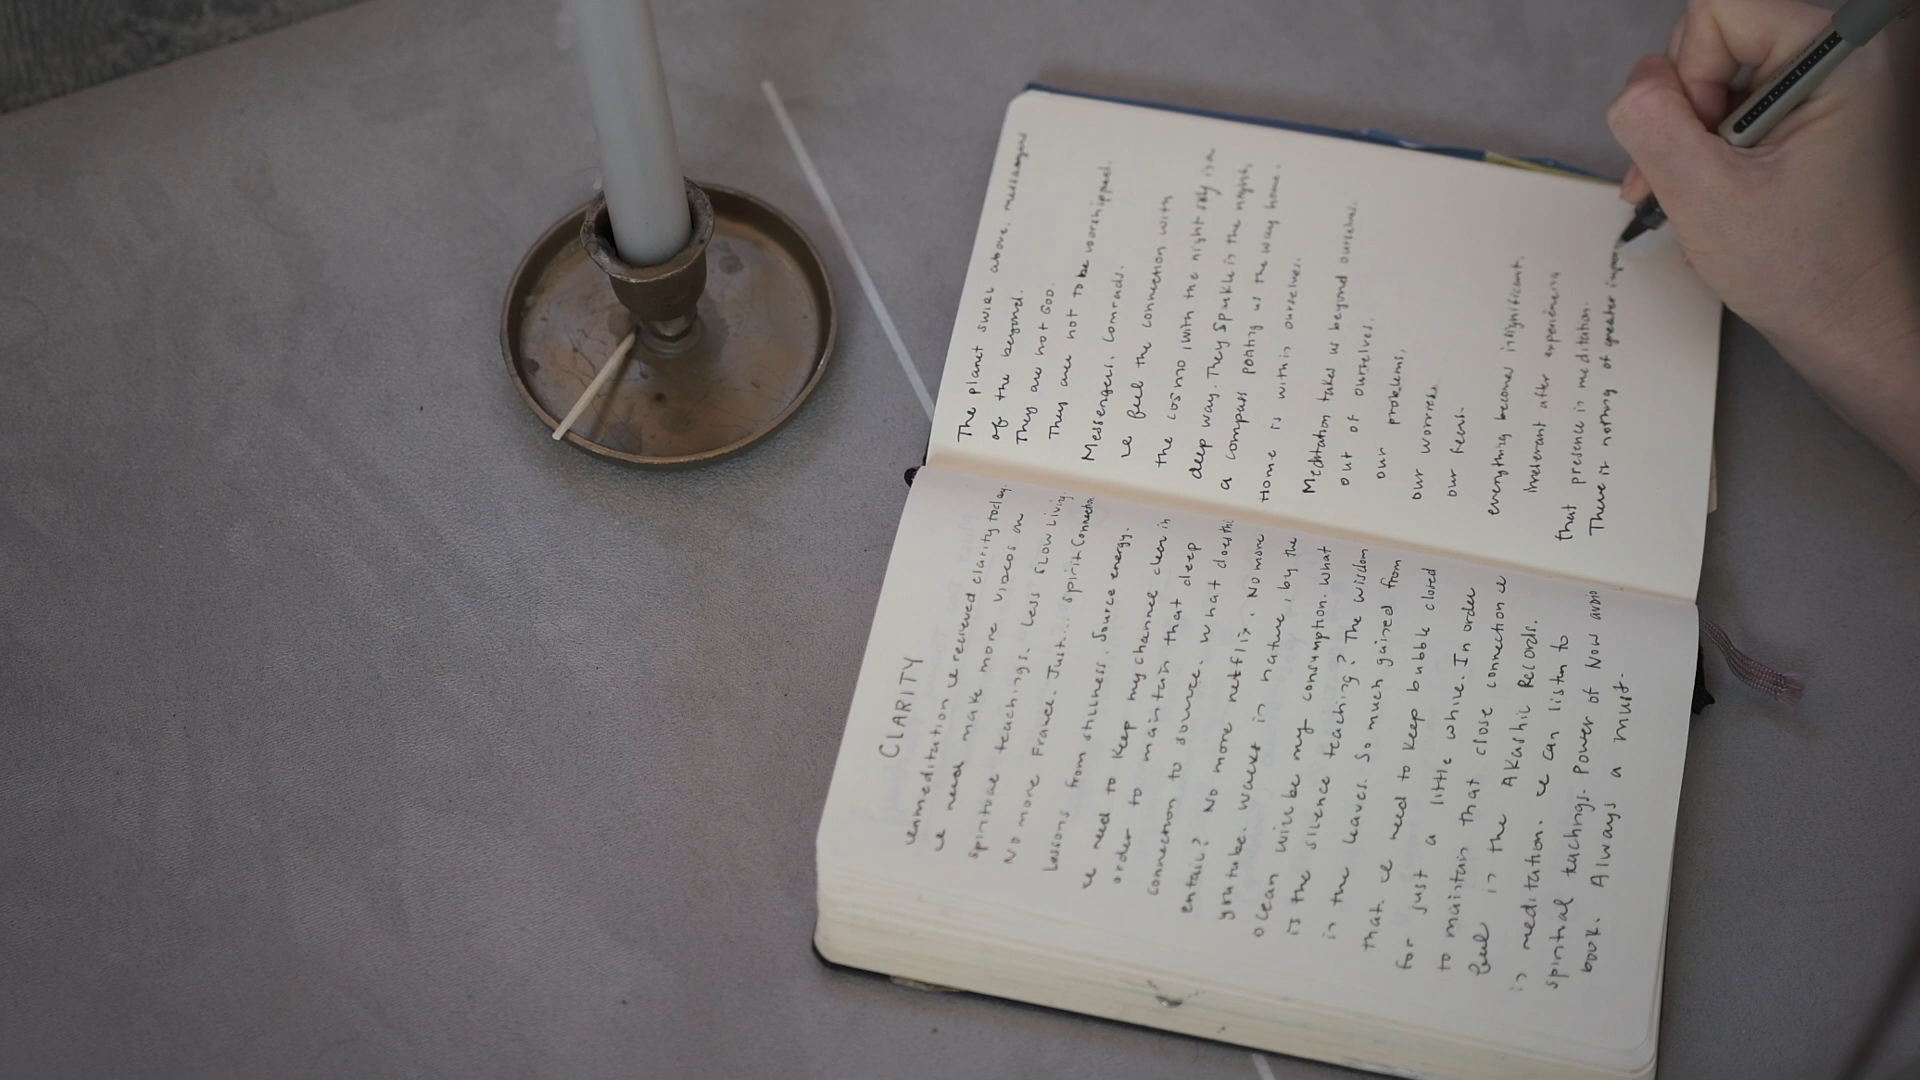 CLARITY
in meditation we recieved clarity today.
we need make more videos on
spiritual teachings. Less slow living.
No more France. Just... spirit connection
Lessons from stillness. Source energy.
we need to keep my channel clear in
order to maintain that deep
connection to source. What does this
entail? No more netflix. No more
youtube. Walks in nature, by the
ocean will be my consumption. What
is the silence teaching? The wisdom
in the leaves. So much gained from
that. we need to keep bubble closed
for just a little while. In order
to maintain that close connection we
feel in the Akashic Records.
in meditation. we can listen to
spiritual teachings. Power of Now audio
book. Always a must.
The planet swirl above, messengers
of the beyond.
They are not GOD.
They are not to be worshipped.
Messengers. Comrads.
we feel the connection with
the cosmo, with the night sky in a
deep way. They sparkle in the night,
a compass ponting us the way home.
Home is within ourselves.
Meditation takes us beyond ourselves.
out of ourselves.
our problems,
our worries.
our fears.
everything becomes insignificant.
irrelevant after experiencing
that presence in meditation.
There is nothing of greater